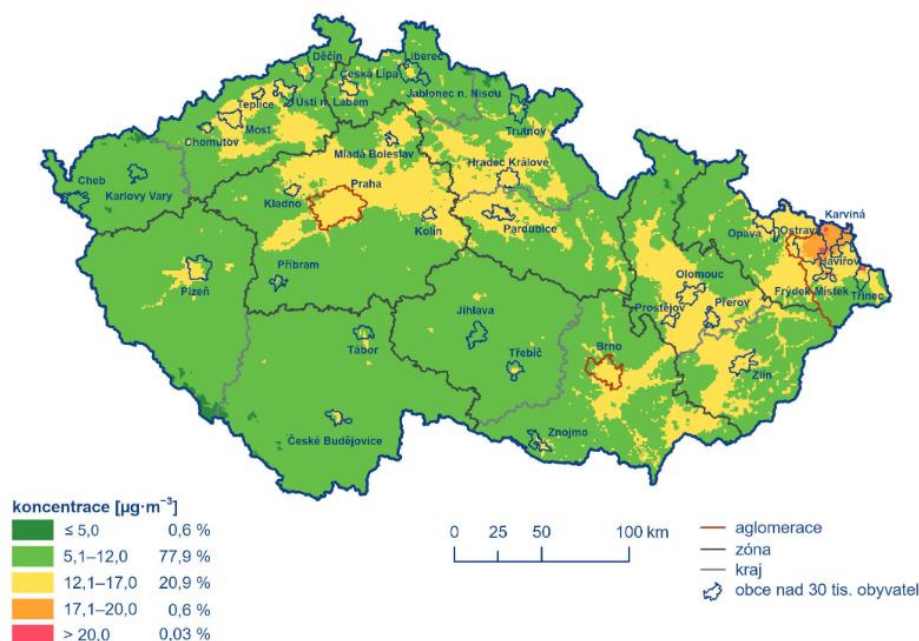 Děčín
Liberec
Česká Lípa
Teplice
Ústí n. Labem
Jablonec n. Nisou
Most
Chomutov
Trutnov
Mladá Boleslav
Cheb
Karlovy Vary
Hradec Králové
Praha
Kladno
Kolín
Pardubice
Karviná
Opava
Ostrava
Havířov
Příbram
Plzeň
Olomouc
Frýdek-Místek
Třinec
Prostějov
Přerov
Jihlava
Tábor
Třebíč
Brno
Zlín
České Budějovice
Znojmo
koncentrace [µg·m⁻³]
≤ 5,0 0,6 %
5,1–12,0 77,9 %
12,1–17,0 20,9 %
17,1–20,0 0,6 %
> 20,0 0,03 %
0 25 50 100 km
aglomerace
zóna
kraj
obce nad 30 tis. obyvatel